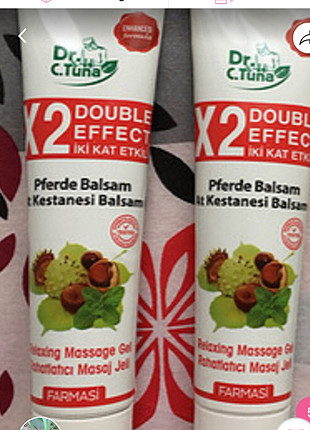 ENHANCED
formula
Dr.
C.Tuna
X2 DOUBLE
EFFECT
İKİ KAT ETKİLİ
Pferde Balsam
At Kestanesi Balsamı
Relaxing Massage Gel
Rahatlatıcı Masaj Jeli
FARMASİ
Dr.
C.Tuna
X2 DOUBLE
EFFECT
İKİ KAT ETKİL
Pferde Balsam
At Kestanesi Balsam
Relaxing Massage Gel
Rahatlatıcı Masaj Jeli
FARMASİ